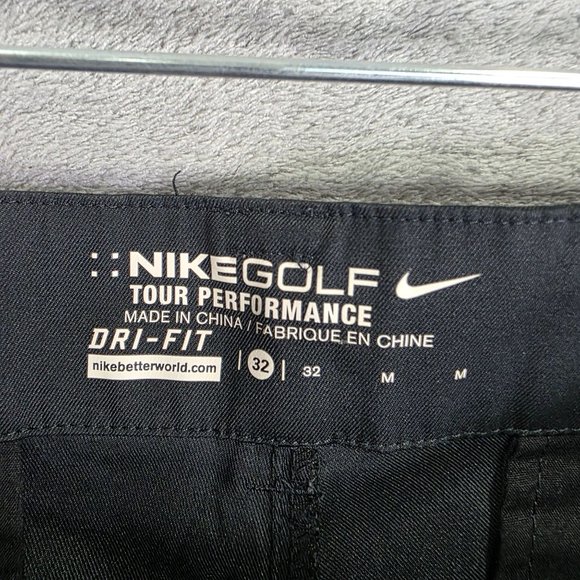 NIKEGOLF
TOUR PERFORMANCE
MADE IN CHINA / FABRIQUE EN CHINE
DRI-FIT
nikebetterworld.com
| 32 | 32 M M